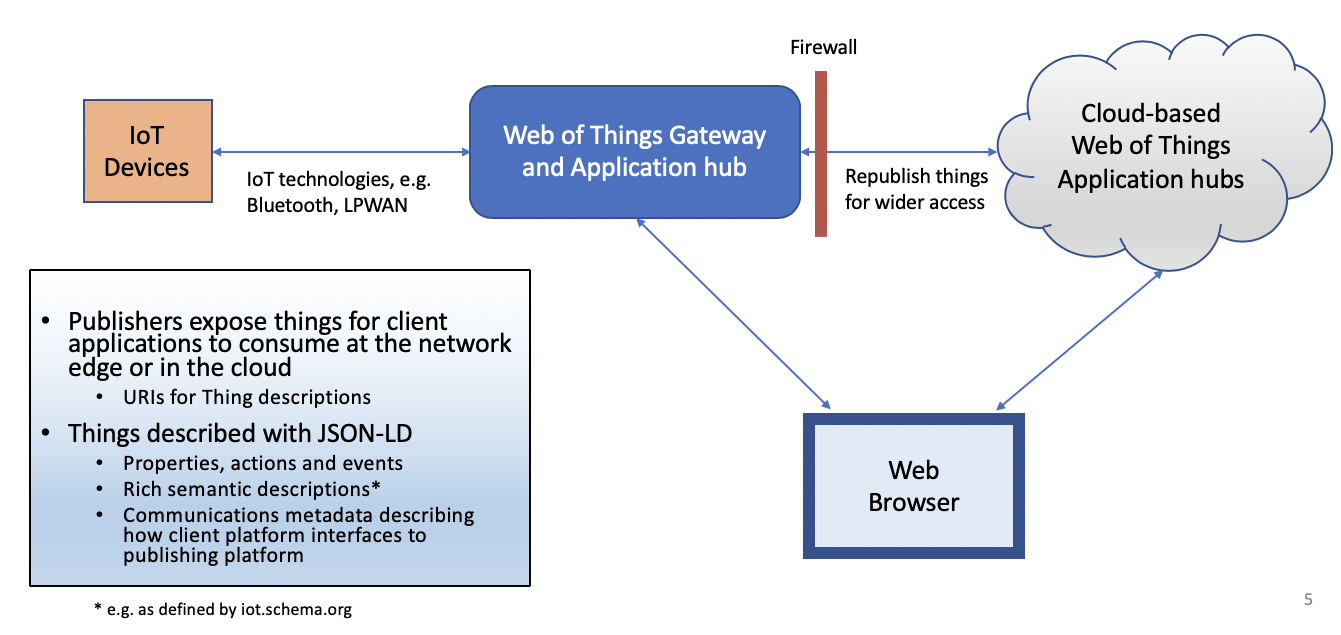 Firewall
IoT
Devices
Web of Things Gateway
and Application hub
Cloud-based
Web of Things
Application hubs
IoT technologies, e.g.
Bluetooth, LPWAN
Republish things
for wider access
• Publishers expose things for client
applications to consume at the network
edge or in the cloud
• URIs for Thing descriptions
• Things described with JSON-LD
• Properties, actions and events
• Rich semantic descriptions*
• Communications metadata describing
how client platform interfaces to
publishing platform
Web
Browser
* e.g. as defined by iot.schema.org
5